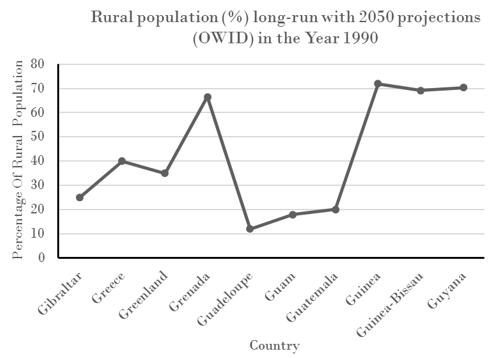 Rural population (%) long-run with 2050 projections
(OWID) in the Year 1990
Percentage Of Rural Population
80
70
60
50
40
30
20
10
0
Gibraltar
Greece
Greenland
Grenada
Guadeloupe
Guam
Guatemala
Guinea
Guinea-Bissau
Guyana
Country